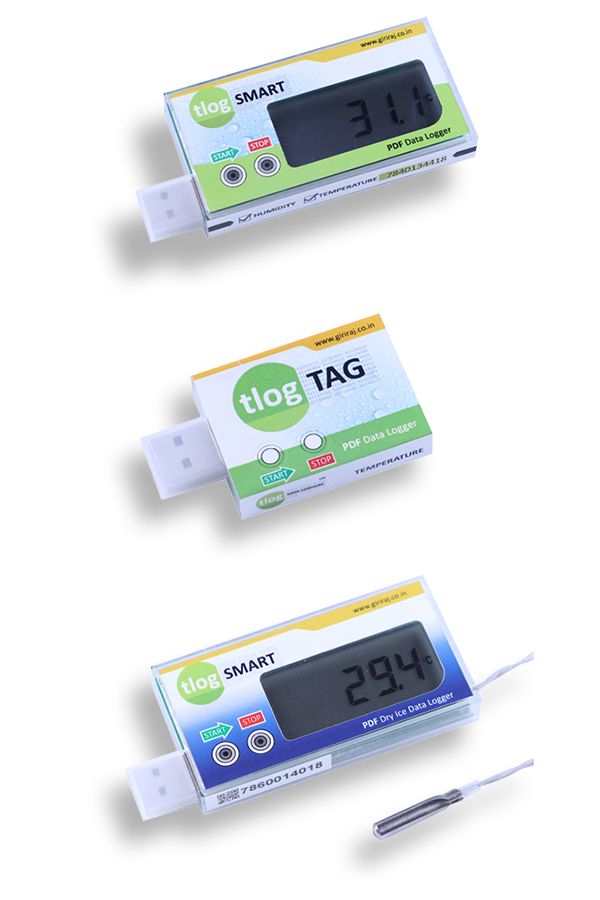 www.giriraj.co.in
tlog SMART
31.1 °C
START STOP
PDF Data Logger
HUMIDITY TEMPERATURE 7840134418
www.giriraj.co.in
tlog TAG
PDF Data Logger
START STOP
TEMPERATURE
tlog
www.giriraj.co.in
tlog SMART
29.4 °C
START STOP
PDF Dry Ice Data Logger
7860014018